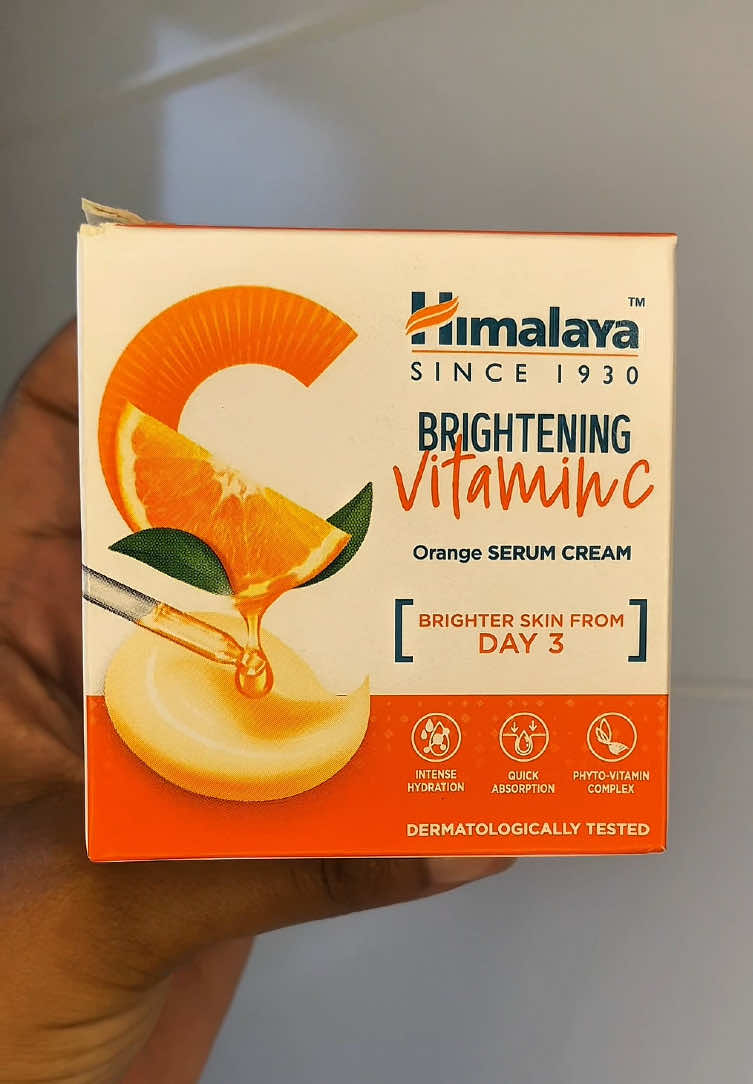 Himalaya™
SINCE 1930
BRIGHTENING
vitamin C
Orange SERUM CREAM
[BRIGHTER SKIN FROM
DAY 3]
INTENSE
HYDRATION
QUICK
ABSORPTION
PHYTO-VITAMIN
COMPLEX
DERMATOLOGICALLY TESTED